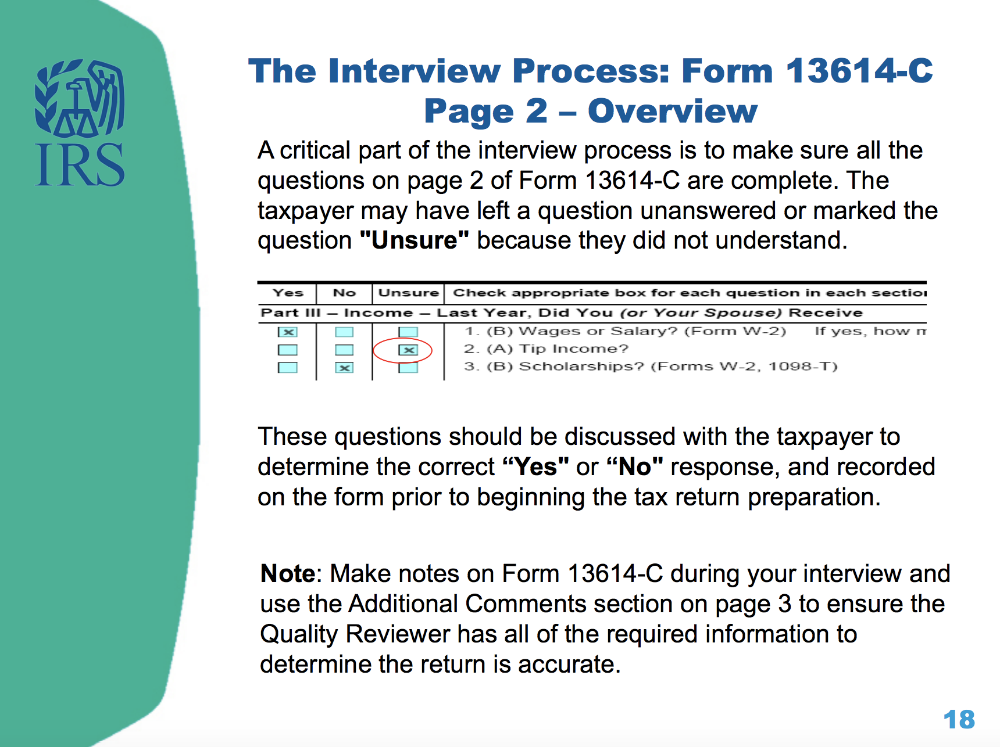 IRS
The Interview Process: Form 13614-C
Page 2 – Overview
A critical part of the interview process is to make sure all the
questions on page 2 of Form 13614-C are complete. The
taxpayer may have left a question unanswered or marked the
question "Unsure" because they did not understand.
Yes No Unsure Check appropriate box for each question in each section
Part III – Income – Last Year, Did You (or Your Spouse) Receive
x 1. (B) Wages or Salary? (Form W-2) If yes, how m
x 2. (A) Tip Income?
x 3. (B) Scholarships? (Forms W-2, 1098-T)
These questions should be discussed with the taxpayer to
determine the correct “Yes" or “No" response, and recorded
on the form prior to beginning the tax return preparation.
Note: Make notes on Form 13614-C during your interview and
use the Additional Comments section on page 3 to ensure the
Quality Reviewer has all of the required information to
determine the return is accurate.
18